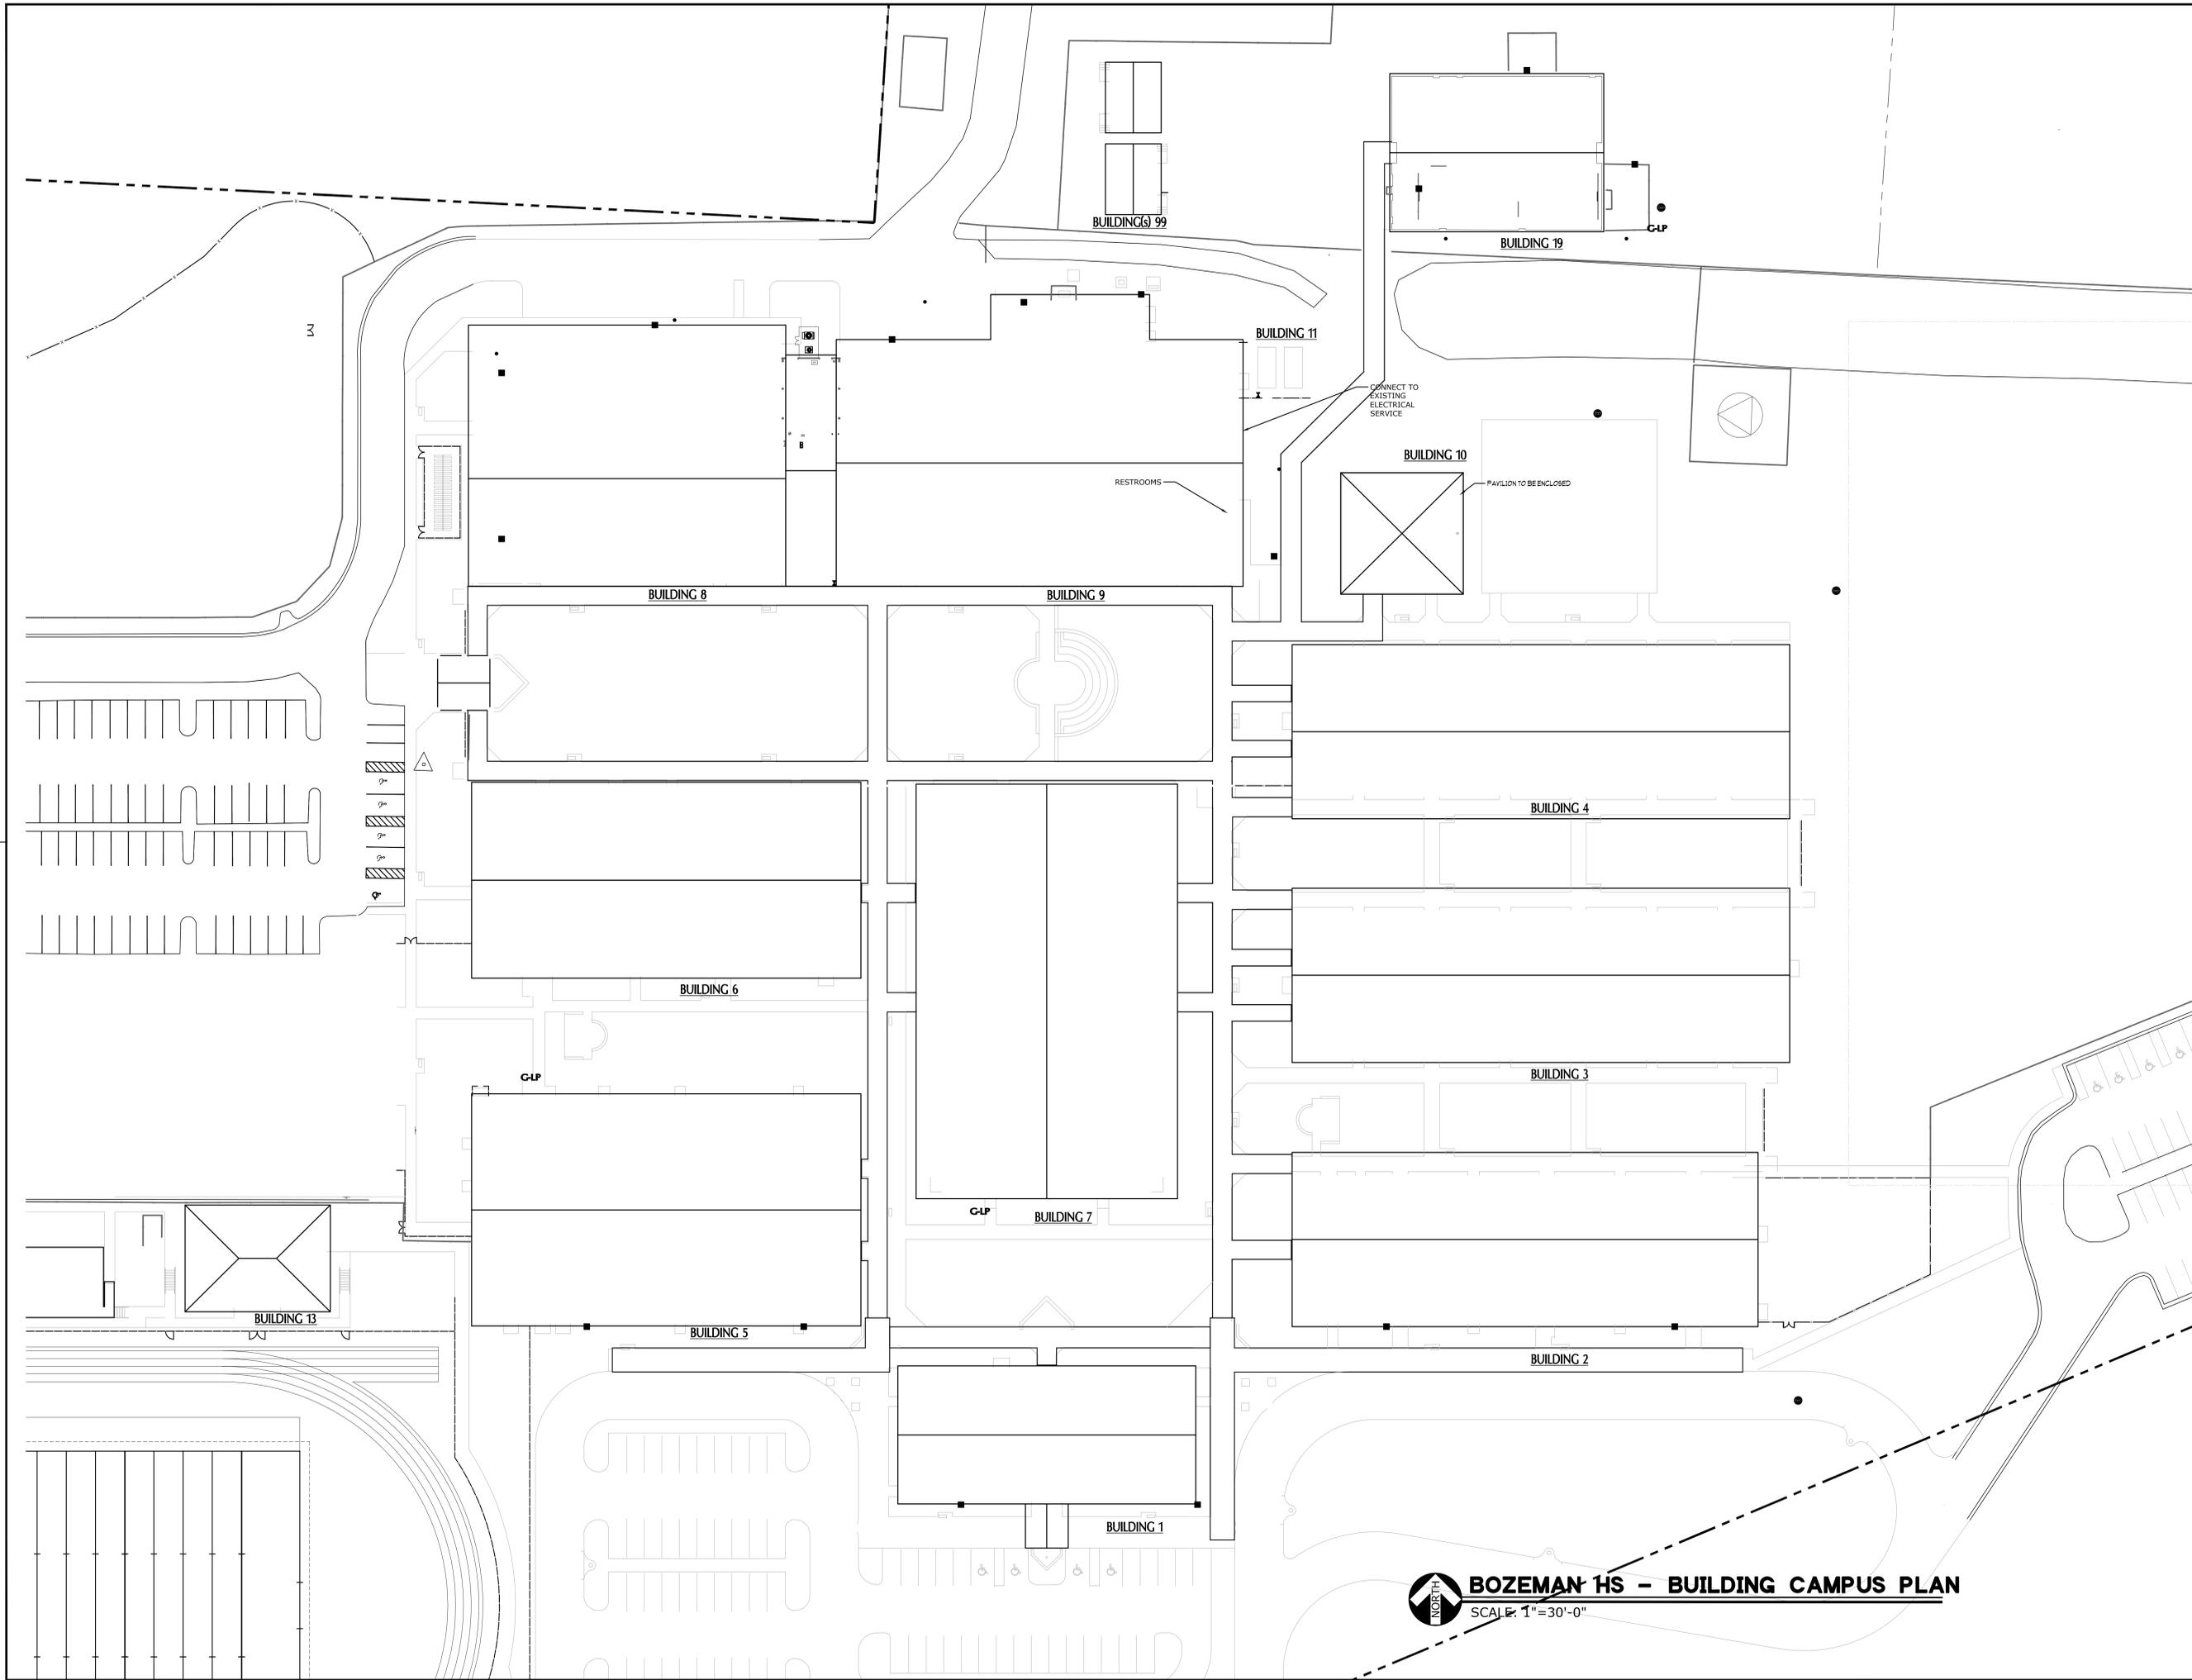 BUILDING(s) 99
BUILDING 19
G-LP
BUILDING 11
CONNECT TO
EXISTING
ELECTRICAL
SERVICE
BUILDING 10
PAVILION TO BE ENCLOSED
RESTROOMS
BUILDING 8
BUILDING 9
BUILDING 4
BUILDING 6
BUILDING 3
G-LP
G-LP
BUILDING 7
BUILDING 13
BUILDING 5
BUILDING 2
BUILDING 1
NORTH
BOZEMAN HS - BUILDING CAMPUS PLAN
SCALE: 1"=30'-0"